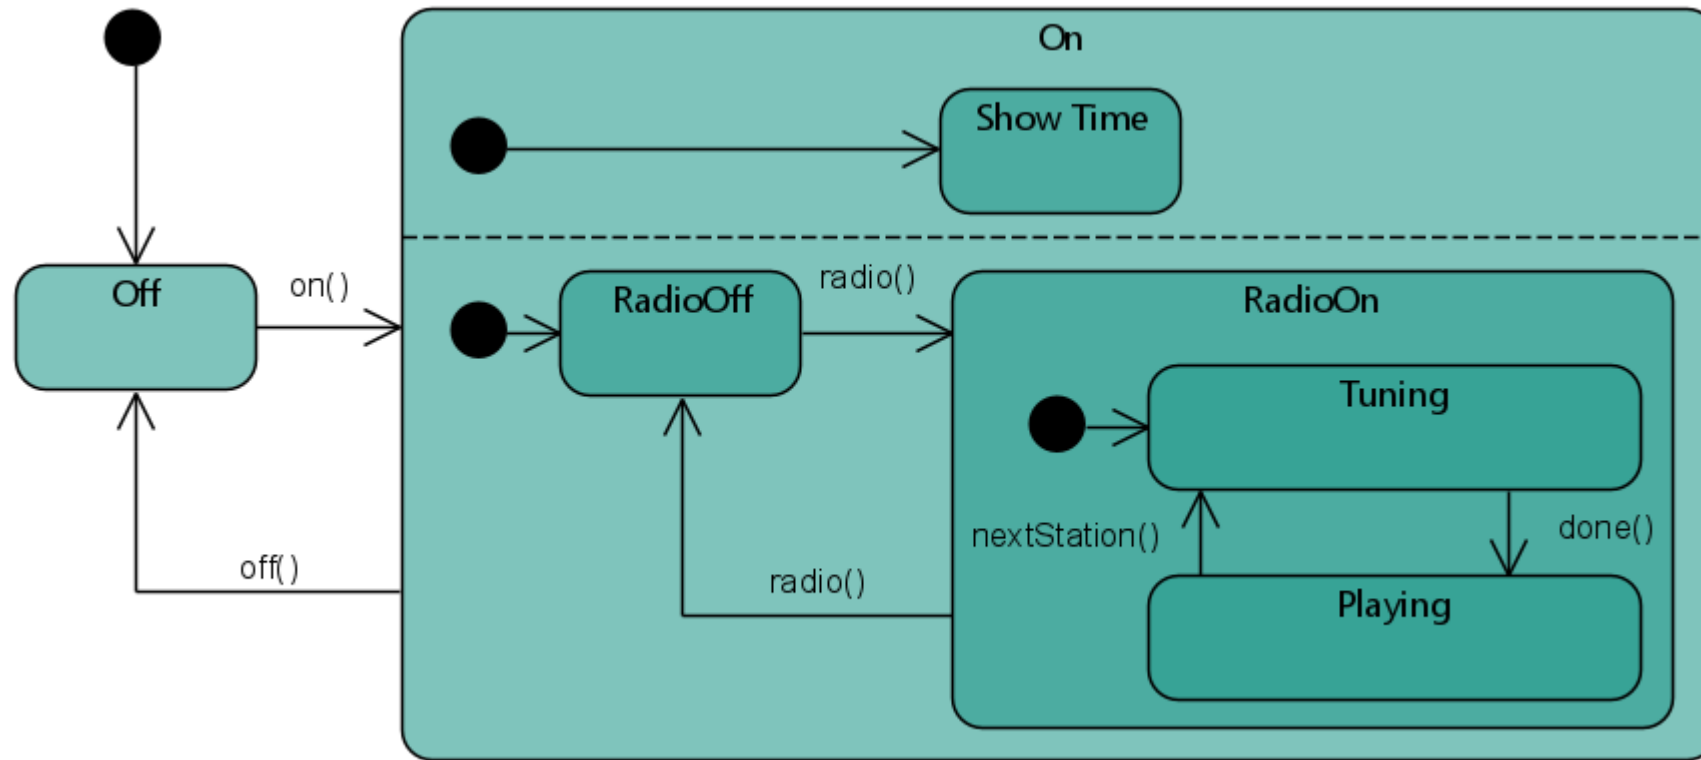 On
Show Time
Off
on()
RadioOff
radio()
RadioOn
Tuning
nextStation()
done()
off()
radio()
Playing